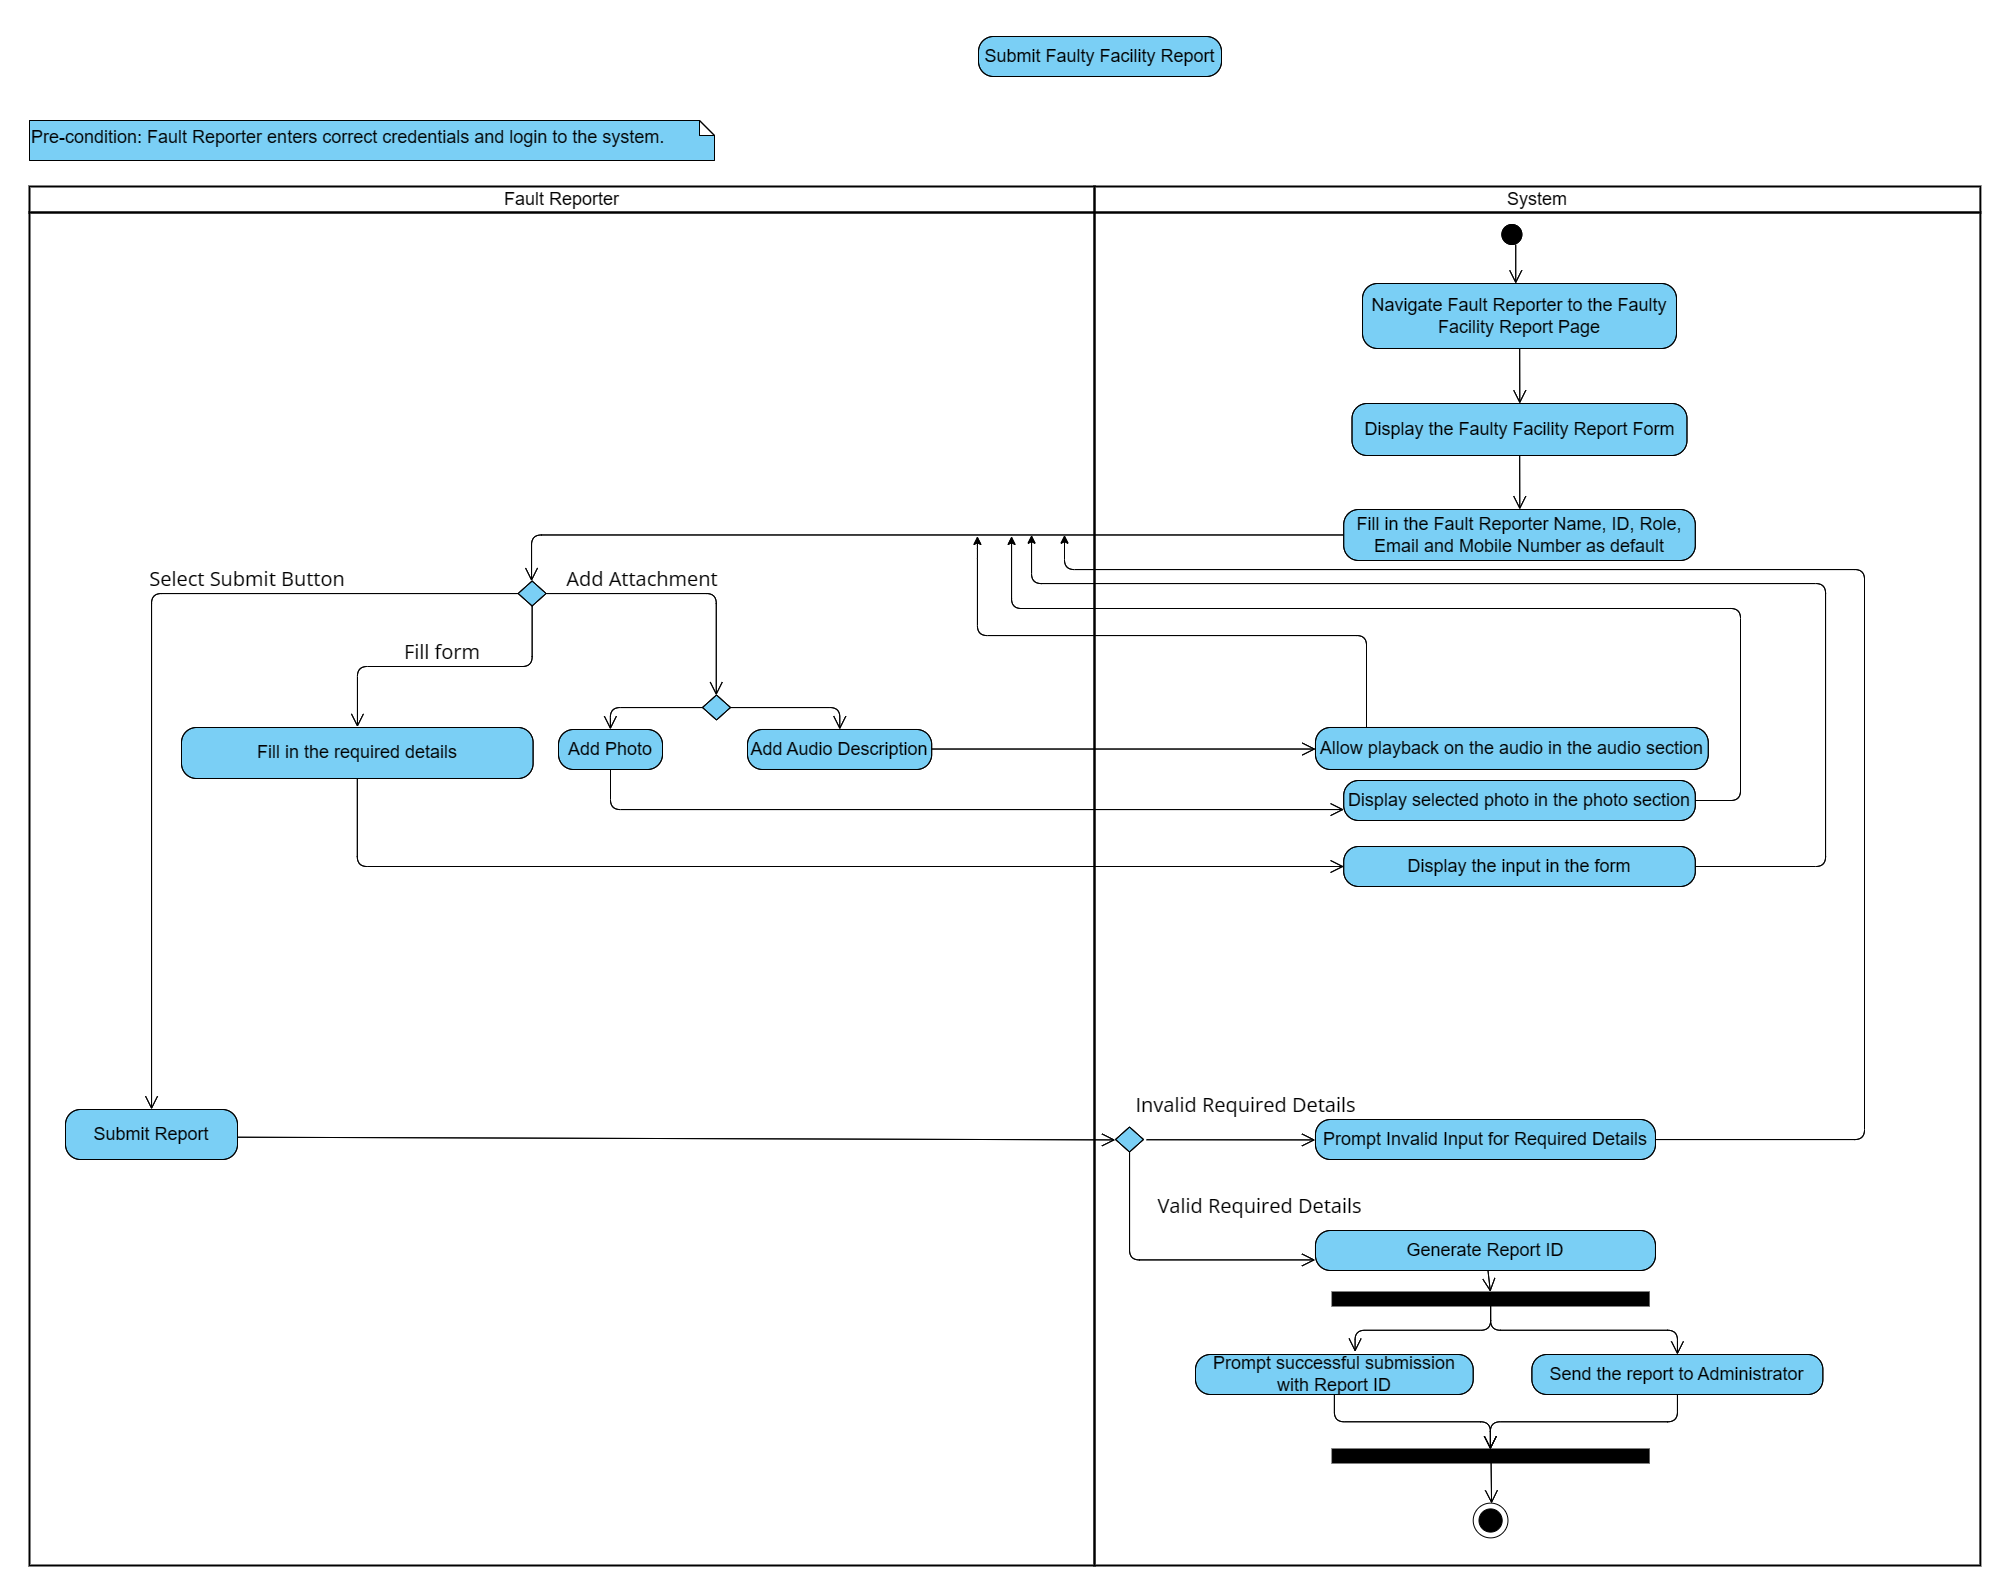 Submit Faulty Facility Report
Pre-condition: Fault Reporter enters correct credentials and login to the system.
Fault Reporter
System
Navigate Fault Reporter to the Faulty
Facility Report Page
Display the Faulty Facility Report Form
Fill in the Fault Reporter Name, ID, Role,
Email and Mobile Number as default
Select Submit Button
Add Attachment
Fill form
Fill in the required details
Add Photo
Add Audio Description
Allow playback on the audio in the audio section
Display selected photo in the photo section
Display the input in the form
Submit Report
Invalid Required Details
Prompt Invalid Input for Required Details
Valid Required Details
Generate Report ID
Prompt successful submission
with Report ID
Send the report to Administrator